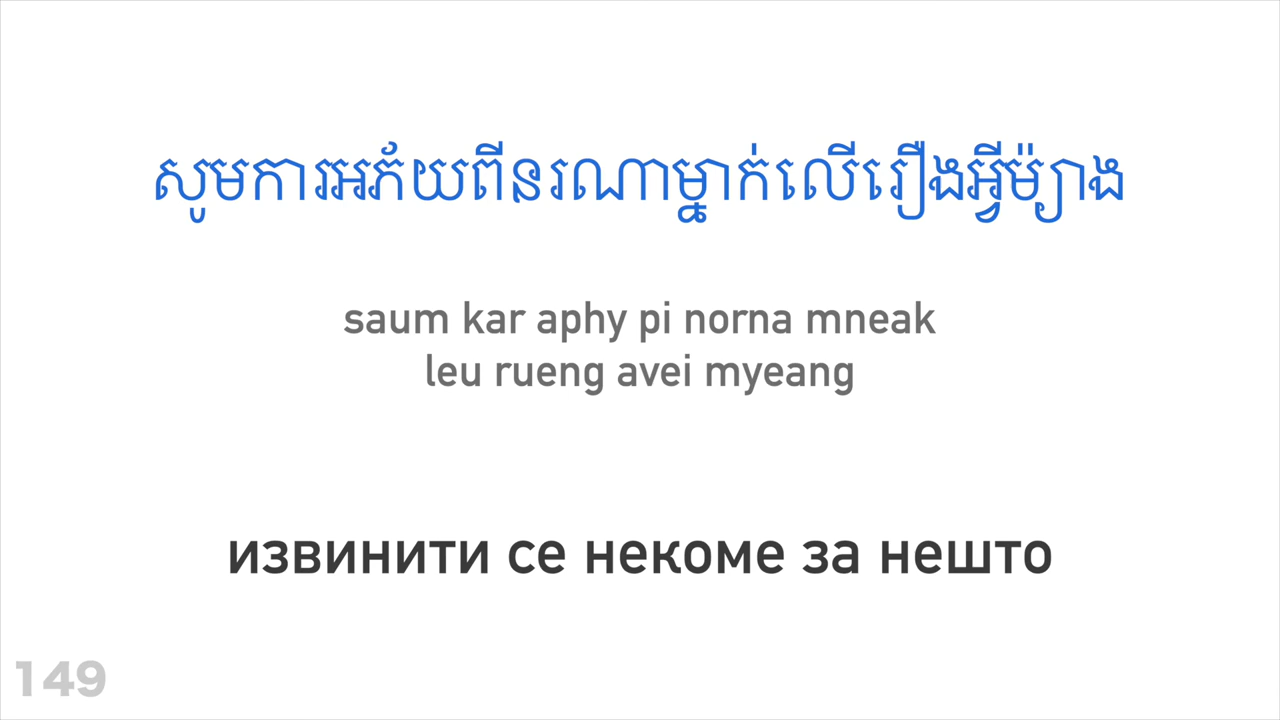 សូមការអភ័យពីនរណាម្នាក់លើរឿងអ្វីម៉្យាង
saum kar aphy pi norna mneak
leu rueng avei myeang
извинити се некоме за нешто
149